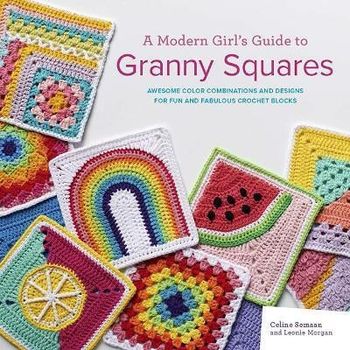 A Modern Girl's Guide to
Granny Squares
AWESOME COLOR COMBINATIONS AND DESIGNS
FOR FUN AND FABULOUS CROCHET BLOCKS
Celine Semaan
and Leonie Morgan